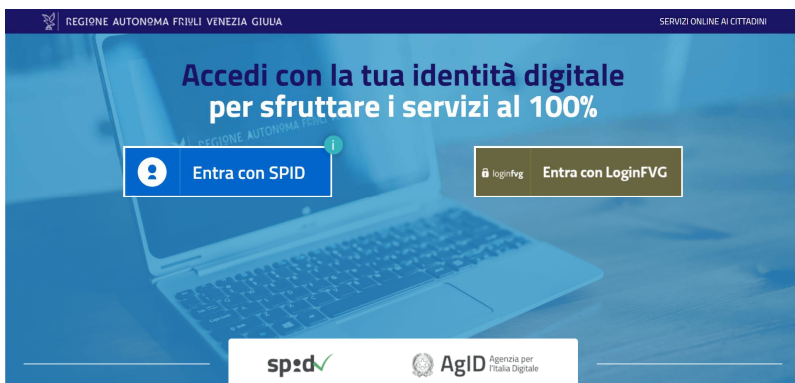 REGIONE AUTONOMA FRIULI VENEZIA GIULIA
SERVIZI ONLINE AI CITTADINI
Accedi con la tua identità digitale
per sfruttare i servizi al 100%
REGIONE AUTONOMA
i
Entra con SPID
loginfvg
Entra con LoginFVG
spid
AgID
Agenzia per
l'Italia Digitale